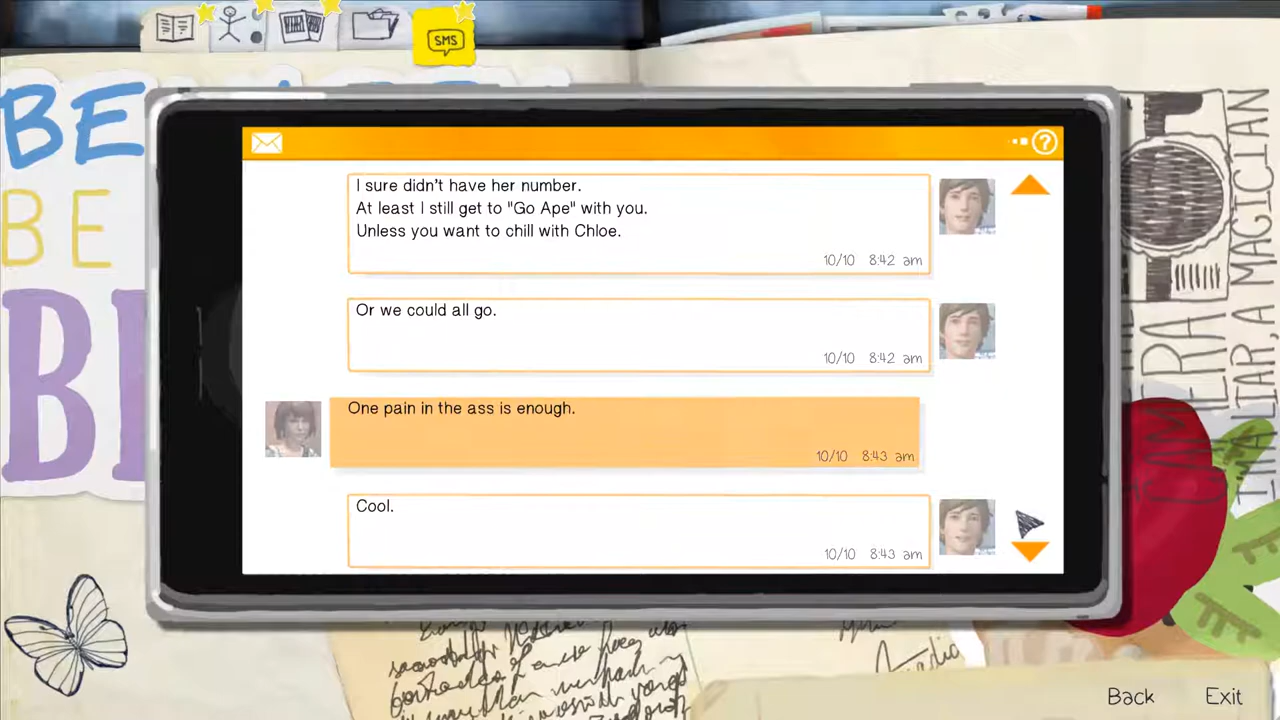 SMS
BE
BE
BE
I sure didn't have her number.
At least I still get to "Go Ape" with you.
Unless you want to chill with Chloe.
10/10 8:42 am
Or we could all go.
10/10 8:42 am
One pain in the ass is enough.
10/10 8:43 am
Cool.
10/10 8:43 am
CAMERA
LIAR, A MAGICIAN
Back
Exit